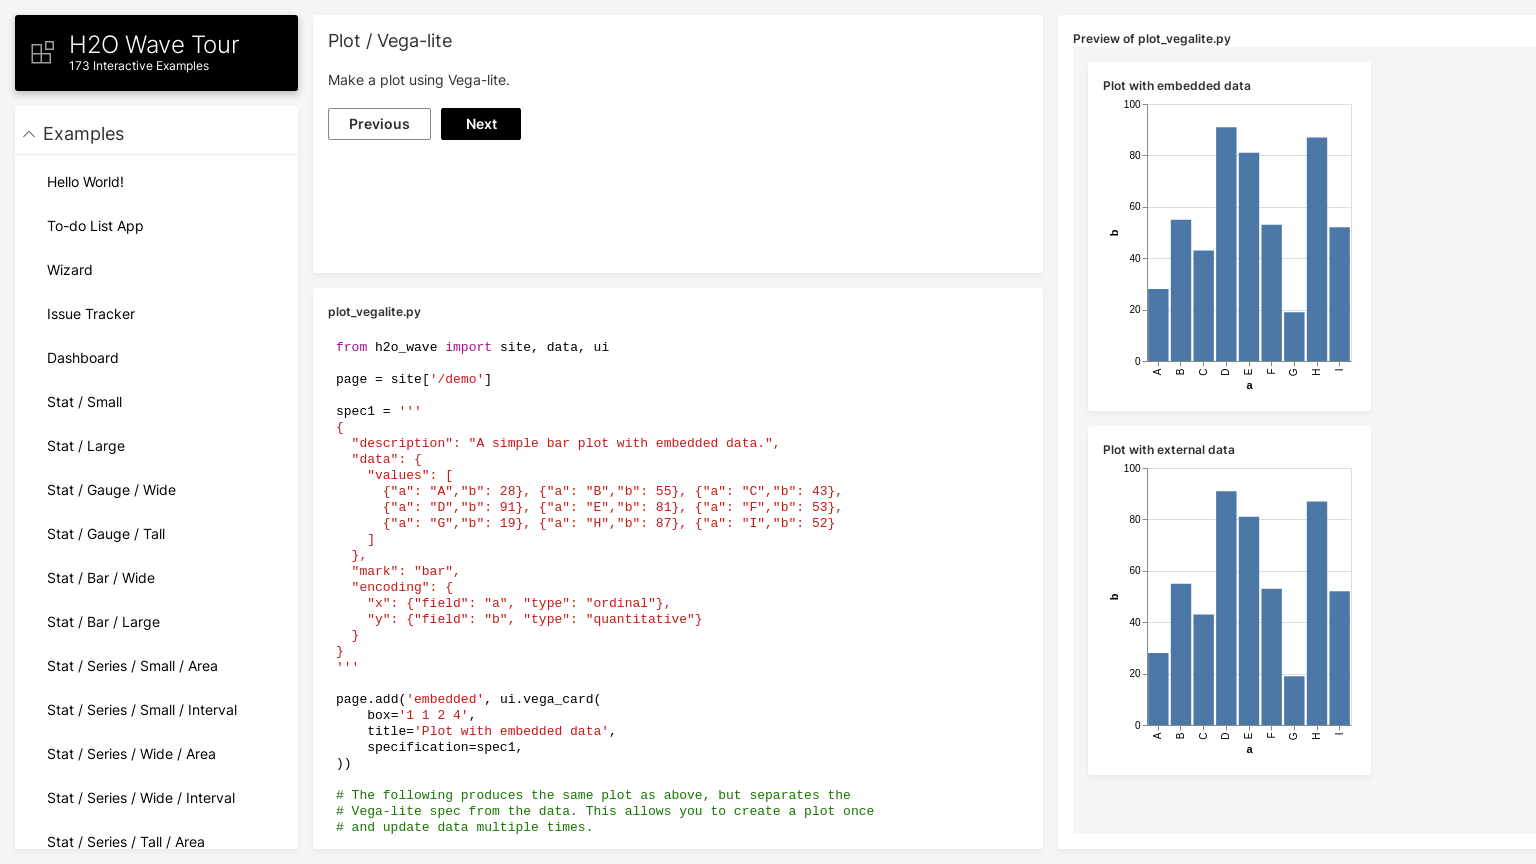 H2O Wave Tour
173 Interactive Examples
Examples
Hello World!
To-do List App
Wizard
Issue Tracker
Dashboard
Stat / Small
Stat / Large
Stat / Gauge / Wide
Stat / Gauge / Tall
Stat / Bar / Wide
Stat / Bar / Large
Stat / Series / Small / Area
Stat / Series / Small / Interval
Stat / Series / Wide / Area
Stat / Series / Wide / Interval
Stat / Series / Tall / Area
Plot / Vega-lite
Make a plot using Vega-lite.
Previous Next
plot_vegalite.py
from h2o_wave import site, data, ui
page = site['/demo']
spec1 = '''
{
"description": "A simple bar plot with embedded data.",
"data": {
"values": [
{"a": "A","b": 28}, {"a": "B","b": 55}, {"a": "C","b": 43},
{"a": "D","b": 91}, {"a": "E","b": 81}, {"a": "F","b": 53},
{"a": "G","b": 19}, {"a": "H","b": 87}, {"a": "I","b": 52}
]
},
"mark": "bar",
"encoding": {
"x": {"field": "a", "type": "ordinal"},
"y": {"field": "b", "type": "quantitative"}
}
}
'''
page.add('embedded', ui.vega_card(
box='1 1 2 4',
title='Plot with embedded data',
specification=spec1,
))
# The following produces the same plot as above, but separates the
# Vega-lite spec from the data. This allows you to create a plot once
# and update data multiple times.
Preview of plot_vegalite.py
Plot with embedded data
100
80
60
40
20
0
b
A B C D E F G H I
a
Plot with external data
100
80
60
40
20
0
b
A B C D E F G H I
a